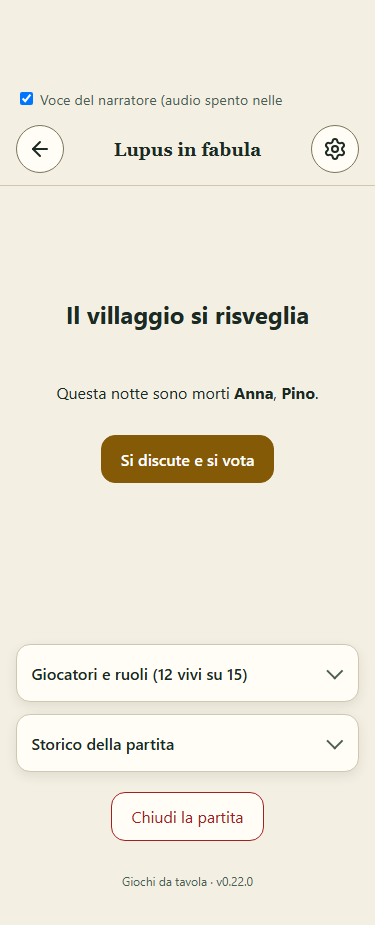 Voce del narratore (audio spento nelle
Lupus in fabula
Il villaggio si risveglia
Questa notte sono morti Anna, Pino.
Si discute e si vota
Giocatori e ruoli (12 vivi su 15)
Storico della partita
Chiudi la partita
Giochi da tavola · v0.22.0